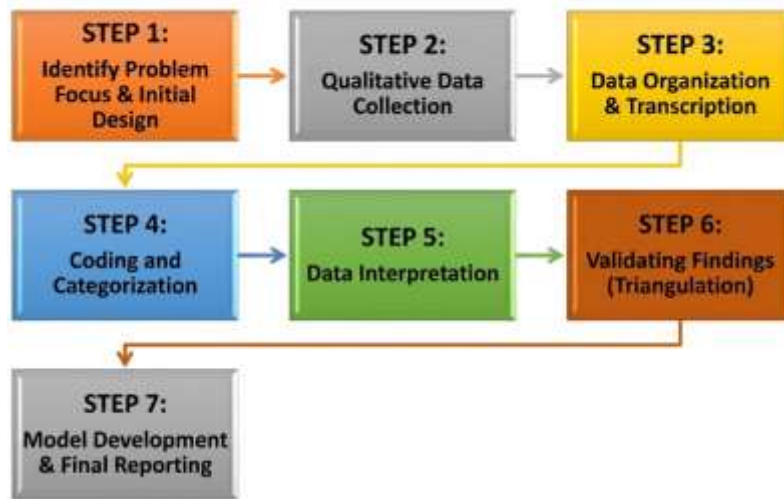 STEP 1:
Identify Problem
Focus & Initial
Design
STEP 2:
Qualitative Data
Collection
STEP 3:
Data Organization
& Transcription
STEP 4:
Coding and
Categorization
STEP 5:
Data Interpretation
STEP 6:
Validating Findings
(Triangulation)
STEP 7:
Model Development
& Final Reporting